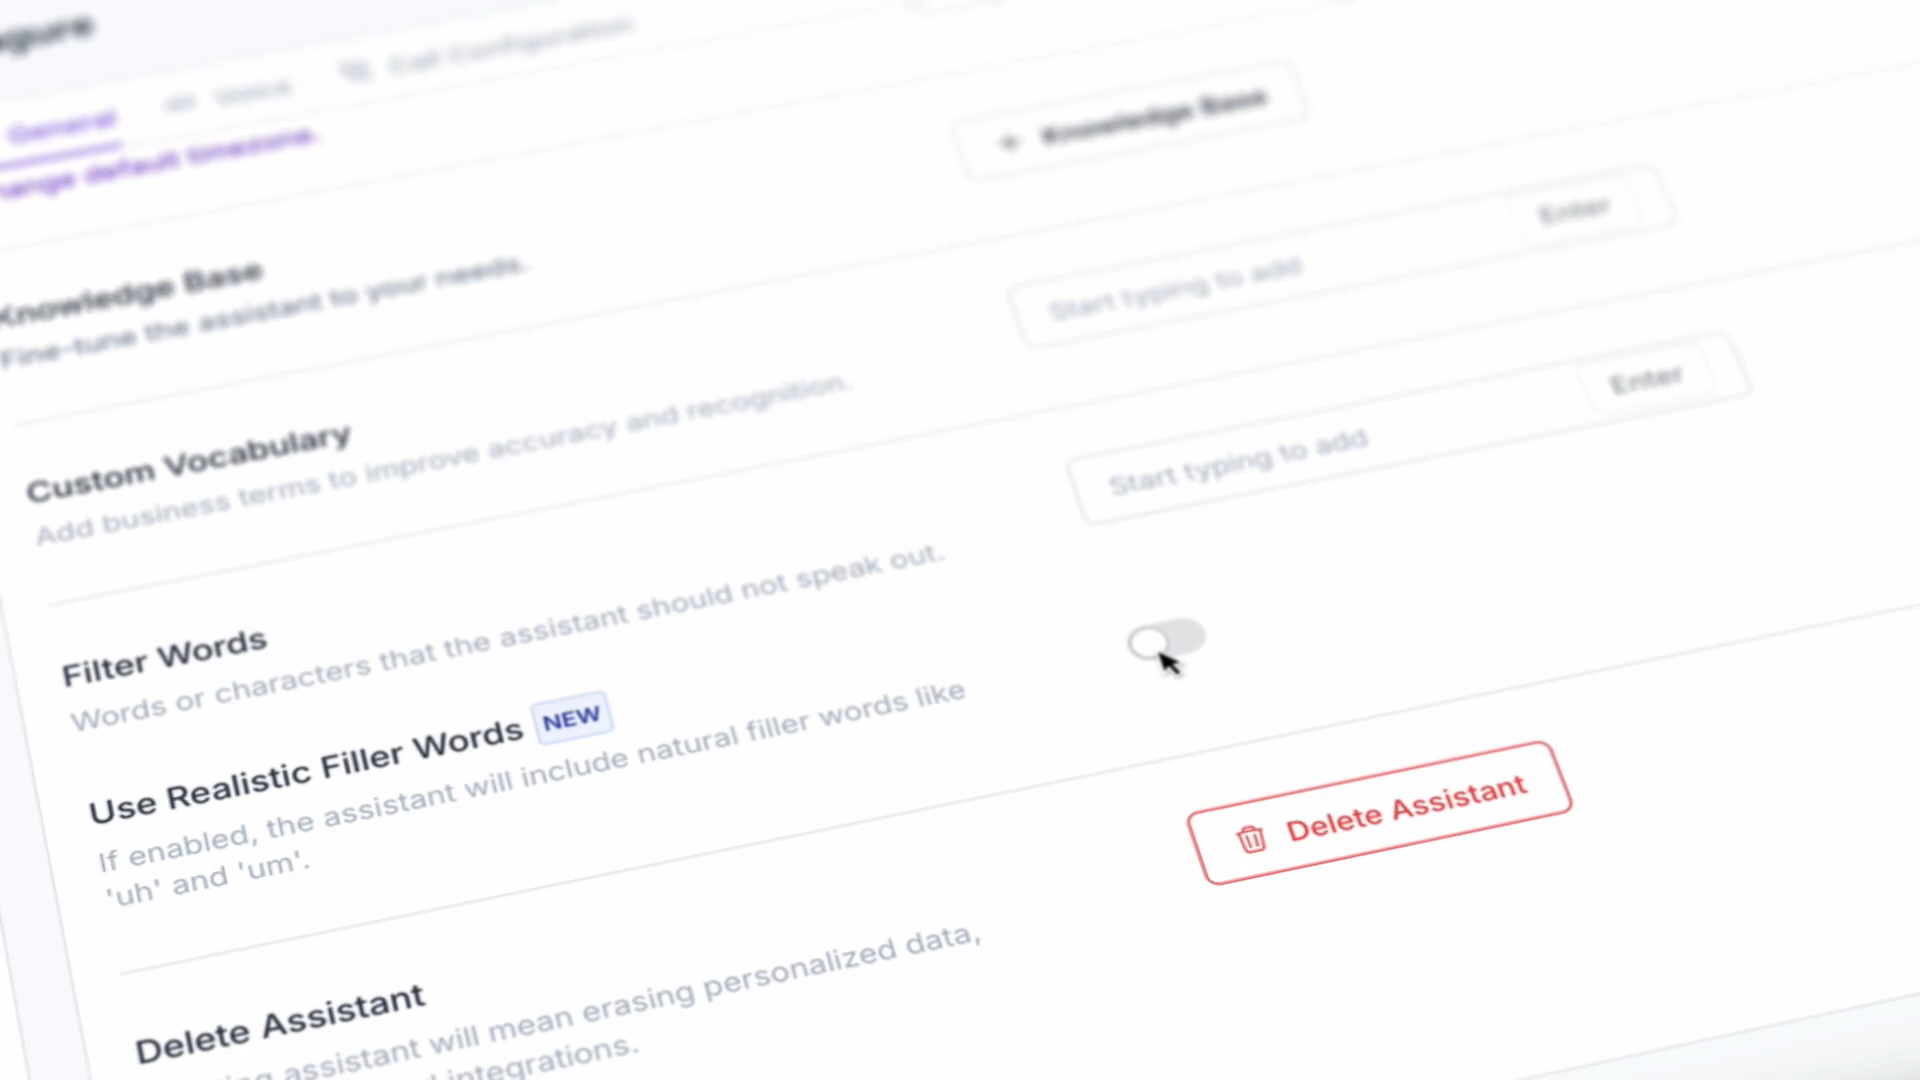 General
Voice
Call Configuration
default timezone.
Knowledge Base
Fine-tune the assistant to your needs.
Knowledge Base
Custom Vocabulary
Add business terms to improve accuracy and recognition.
Start typing to add
Enter
Filter Words
Words or characters that the assistant should not speak out.
Start typing to add
Enter
Use Realistic Filler Words NEW
If enabled, the assistant will include natural filler words like
'uh' and 'um'.
Delete Assistant
assistant will mean erasing personalized data,
integrations.
Delete Assistant